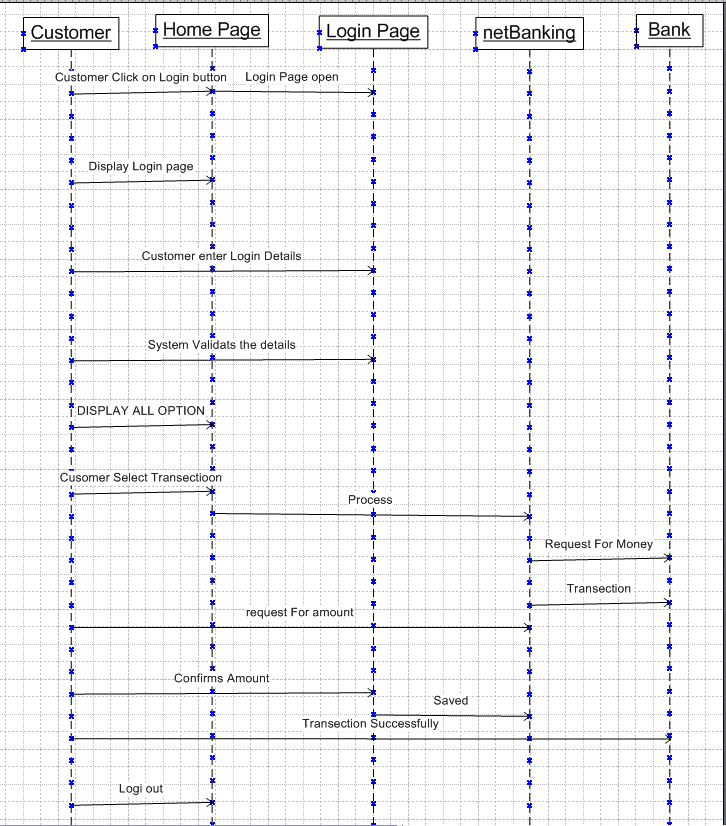 Customer
Home Page
Login Page
netBanking
Bank
Customer Click on Login button
Login Page open
Display Login page
Customer enter Login Details
System Validats the details
DISPLAY ALL OPTION
Cusomer Select Transectioon
Process
Request For Money
Transection
request For amount
Confirms Amount
Saved
Transection Successfully
Logi out